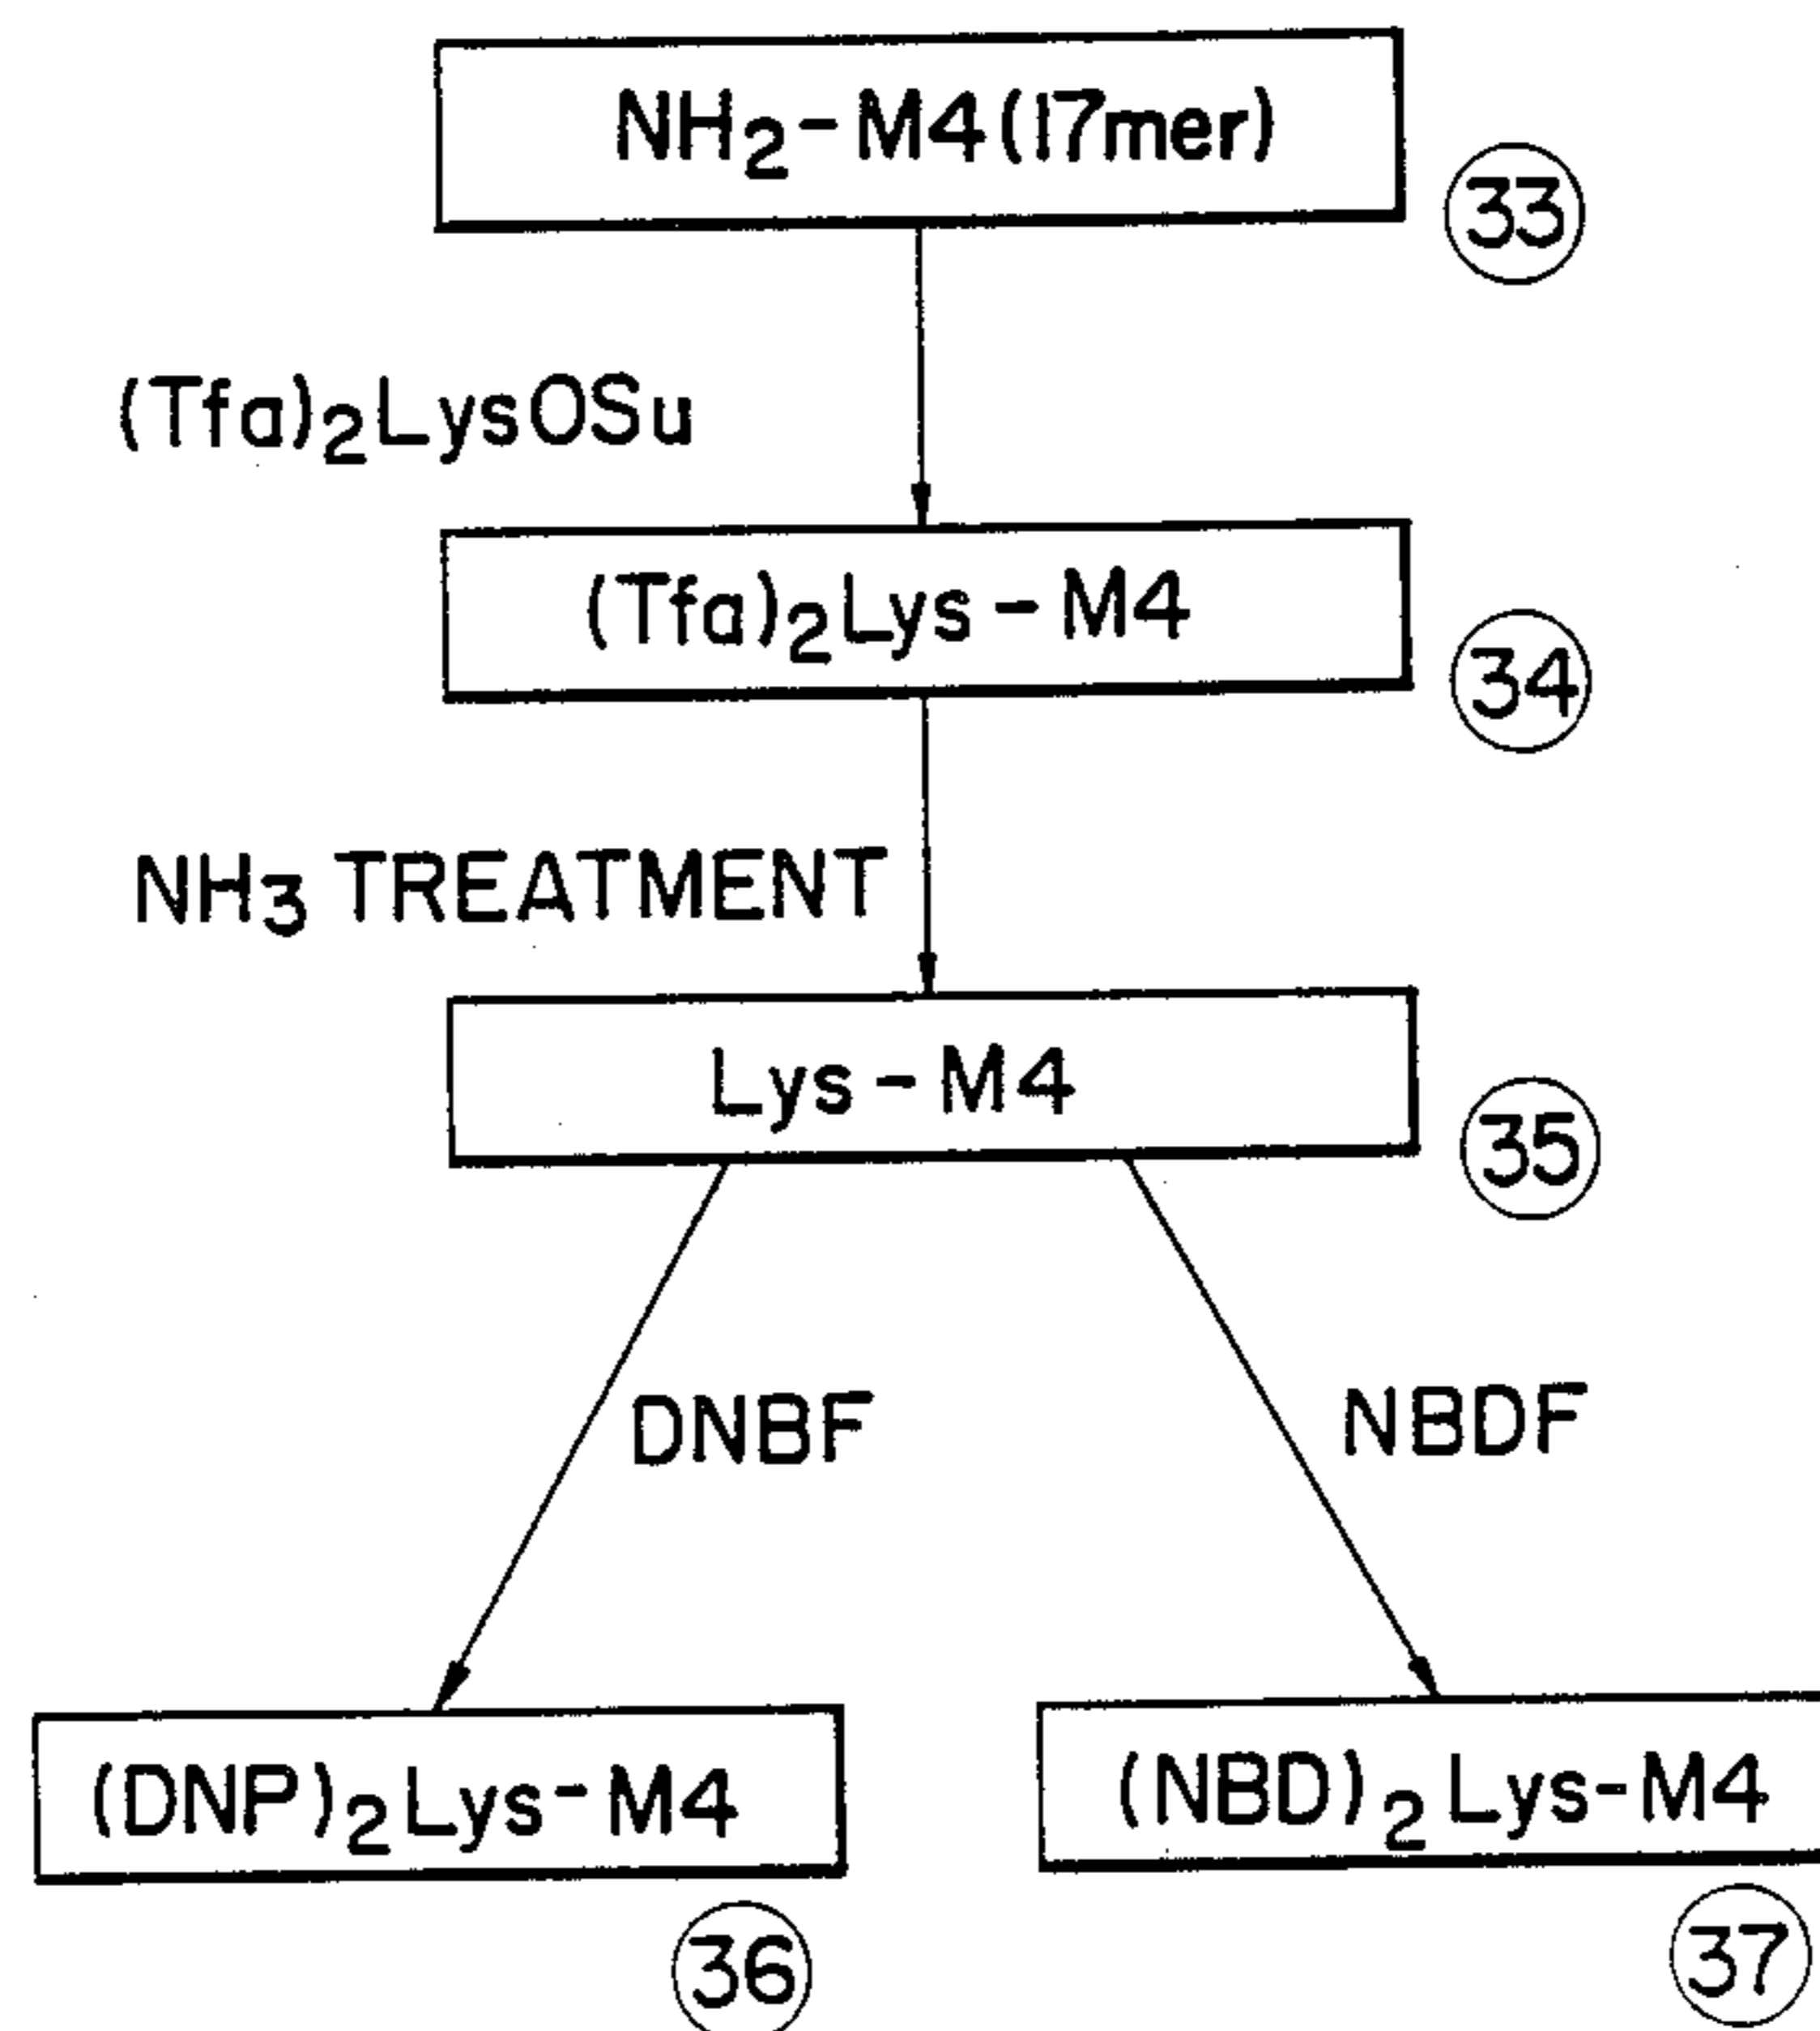 NH2-M4(17mer)
33
(Tfa)2LysOSu
(Tfa)2Lys-M4
34
NH3 TREATMENT
Lys-M4
35
DNBF
NBDF
(DNP)2Lys-M4
(NBD)2Lys-M4
36
37